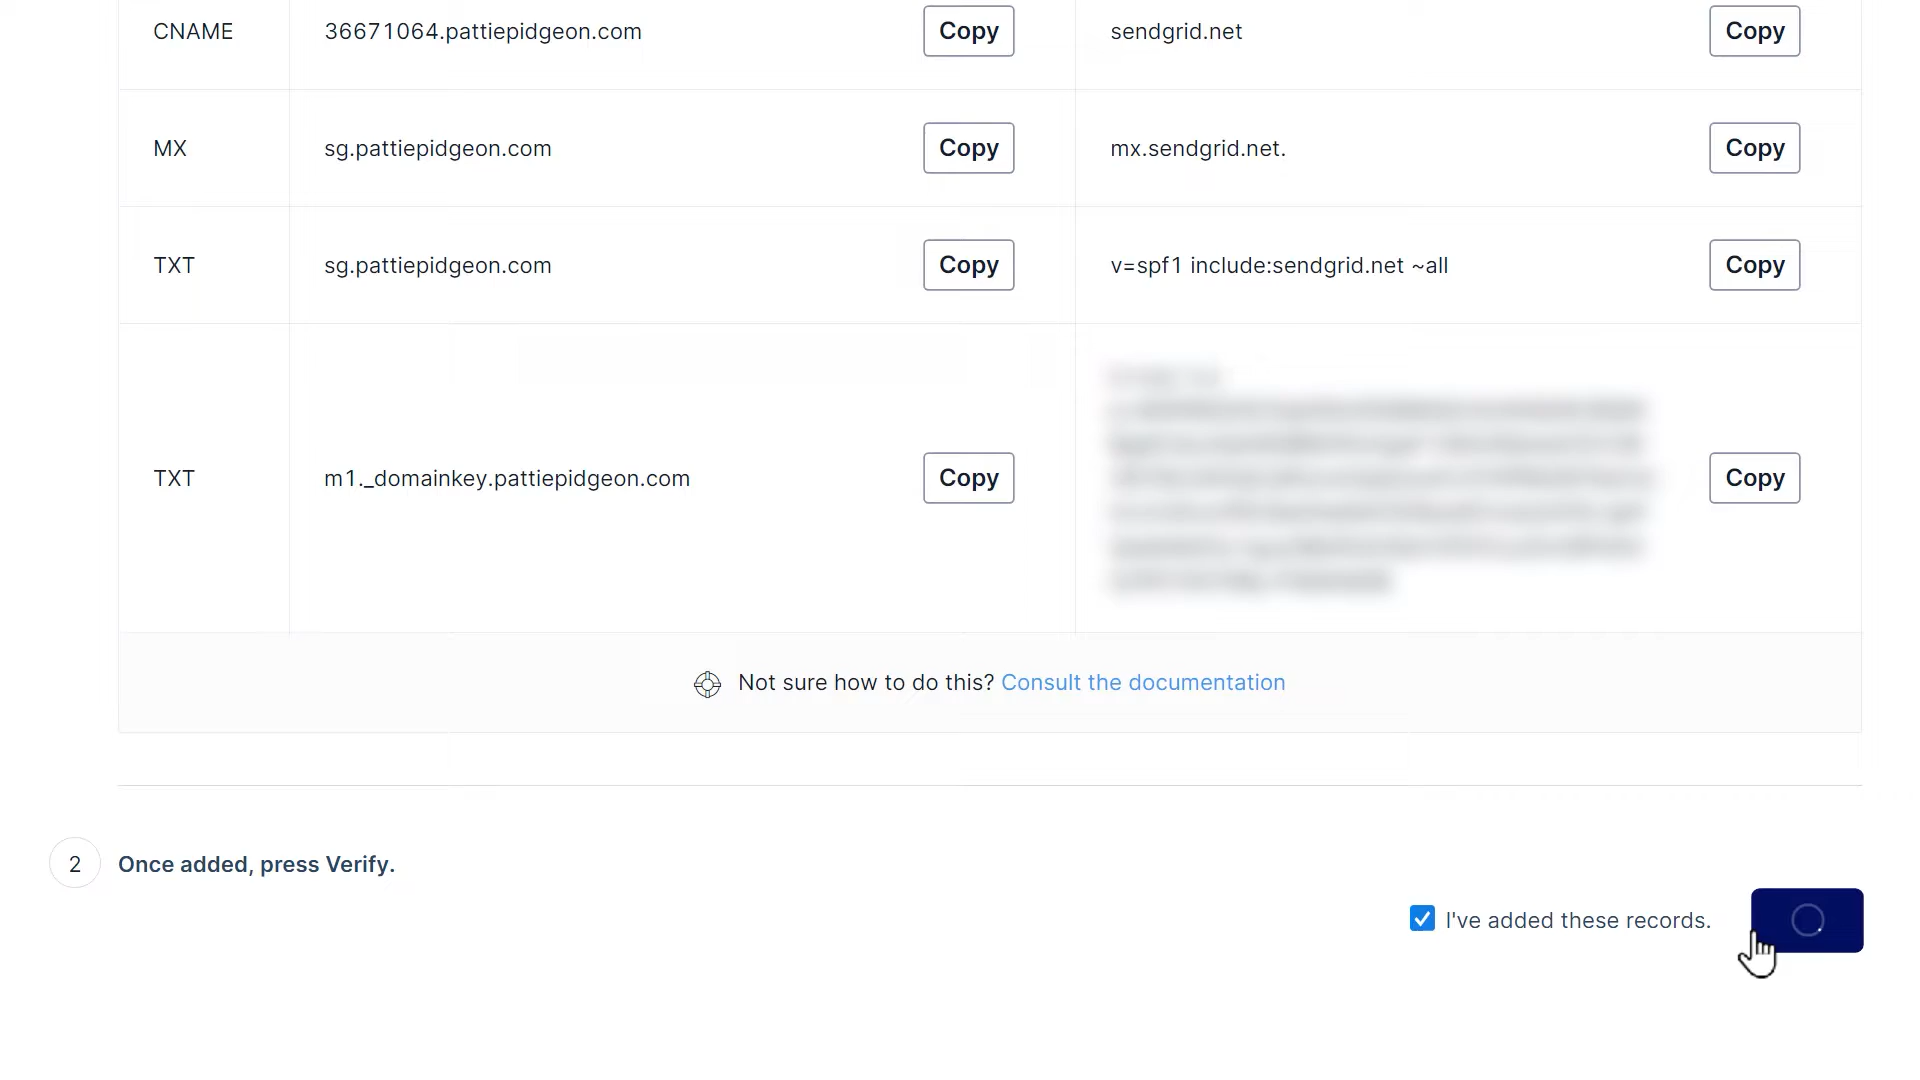 CNAME 36671064.pattiepidgeon.com Copy sendgrid.net Copy
MX sg.pattiepidgeon.com Copy mx.sendgrid.net. Copy
TXT sg.pattiepidgeon.com Copy v=spf1 include:sendgrid.net ~all Copy
TXT m1._domainkey.pattiepidgeon.com Copy Copy
Not sure how to do this? Consult the documentation
2 Once added, press Verify.
I've added these records.